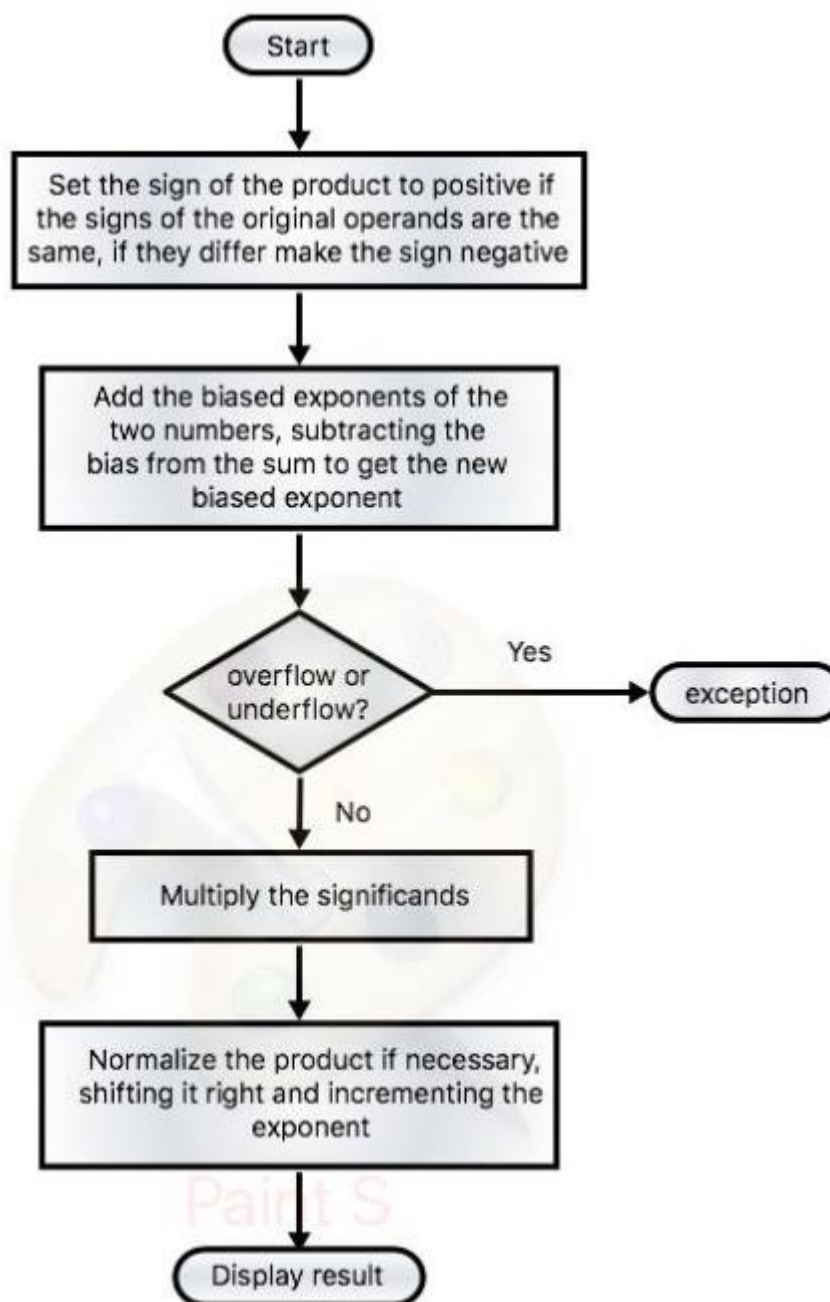 Start
Set the sign of the product to positive if
the signs of the original operands are the
same, if they differ make the sign negative
Add the biased exponents of the
two numbers, subtracting the
bias from the sum to get the new
biased exponent
overflow or
underflow?
Yes
exception
No
Multiply the significands
Normalize the product if necessary,
shifting it right and incrementing the
exponent
Paint S
Display result